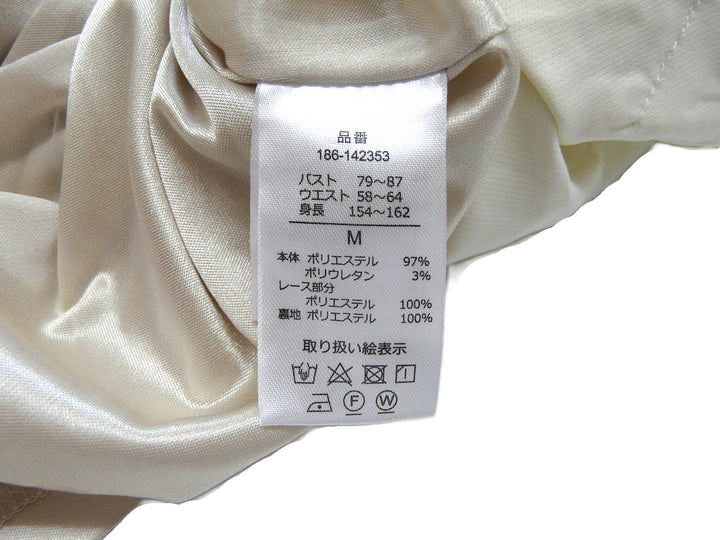 品番
186-142353
バスト 79～87
ウエスト 58～64
身長 154～162
M
本体 ポリエステル 97%
ポリウレタン 3%
レース部分
ポリエステル 100%
裏地 ポリエステル 100%
取り扱い絵表示
F W